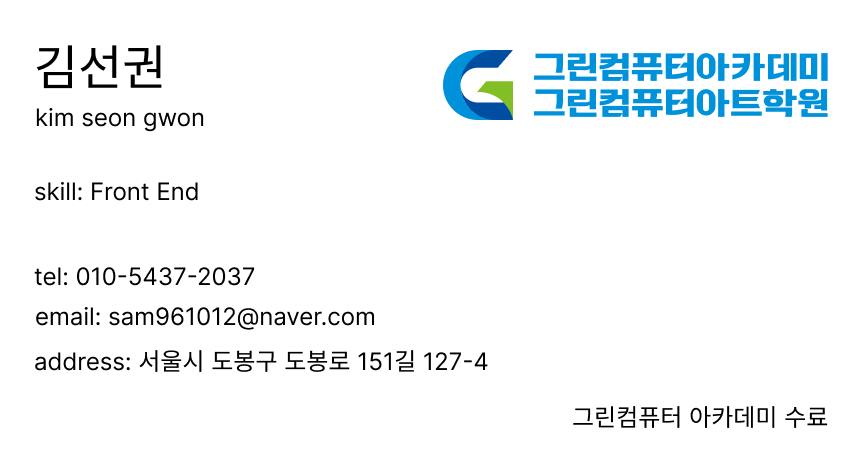 김선권
kim seon gwon
그린컴퓨터아카데미
그린컴퓨터아트학원
skill: Front End
tel: 010-5437-2037
email: sam961012@naver.com
address: 서울시 도봉구 도봉로 151길 127-4
그린컴퓨터 아카데미 수료